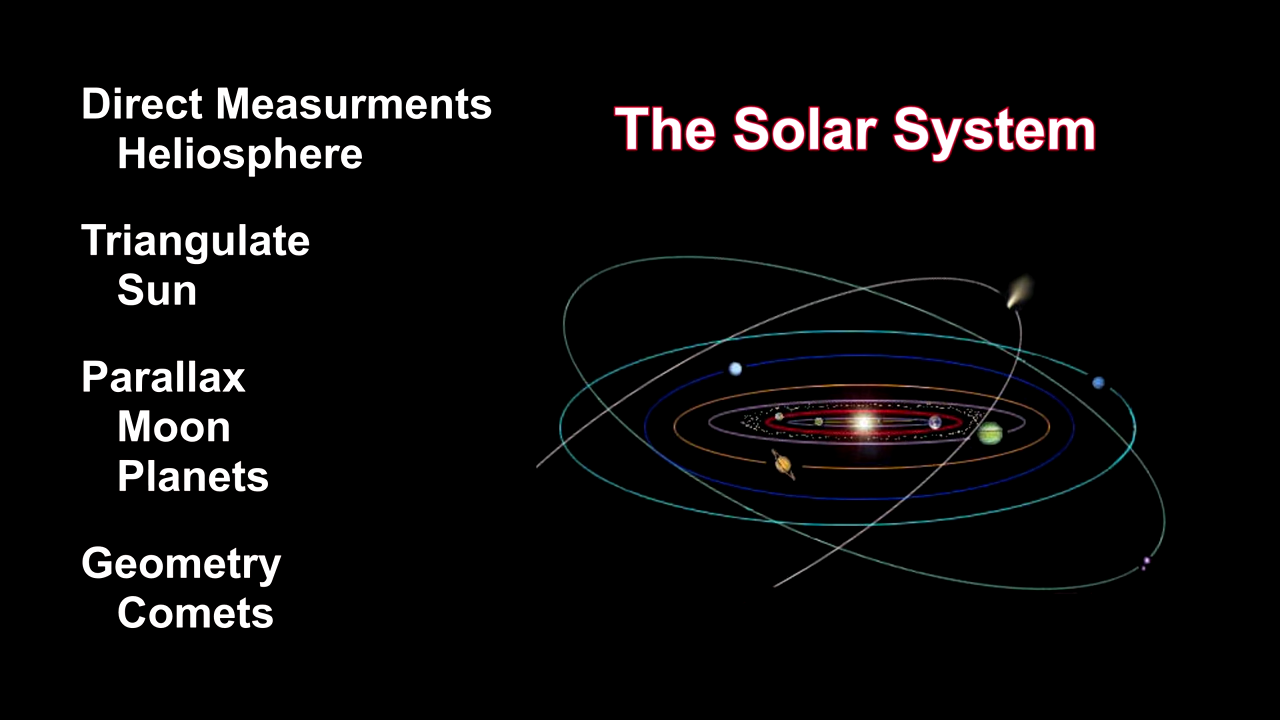 Direct Measurments
Heliosphere
Triangulate
Sun
Parallax
Moon
Planets
Geometry
Comets
The Solar System